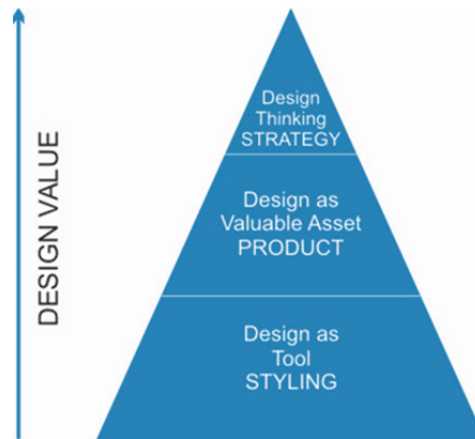 DESIGN VALUE
Design
Thinking
STRATEGY
Design as
Valuable Asset
PRODUCT
Design as
Tool
STYLING